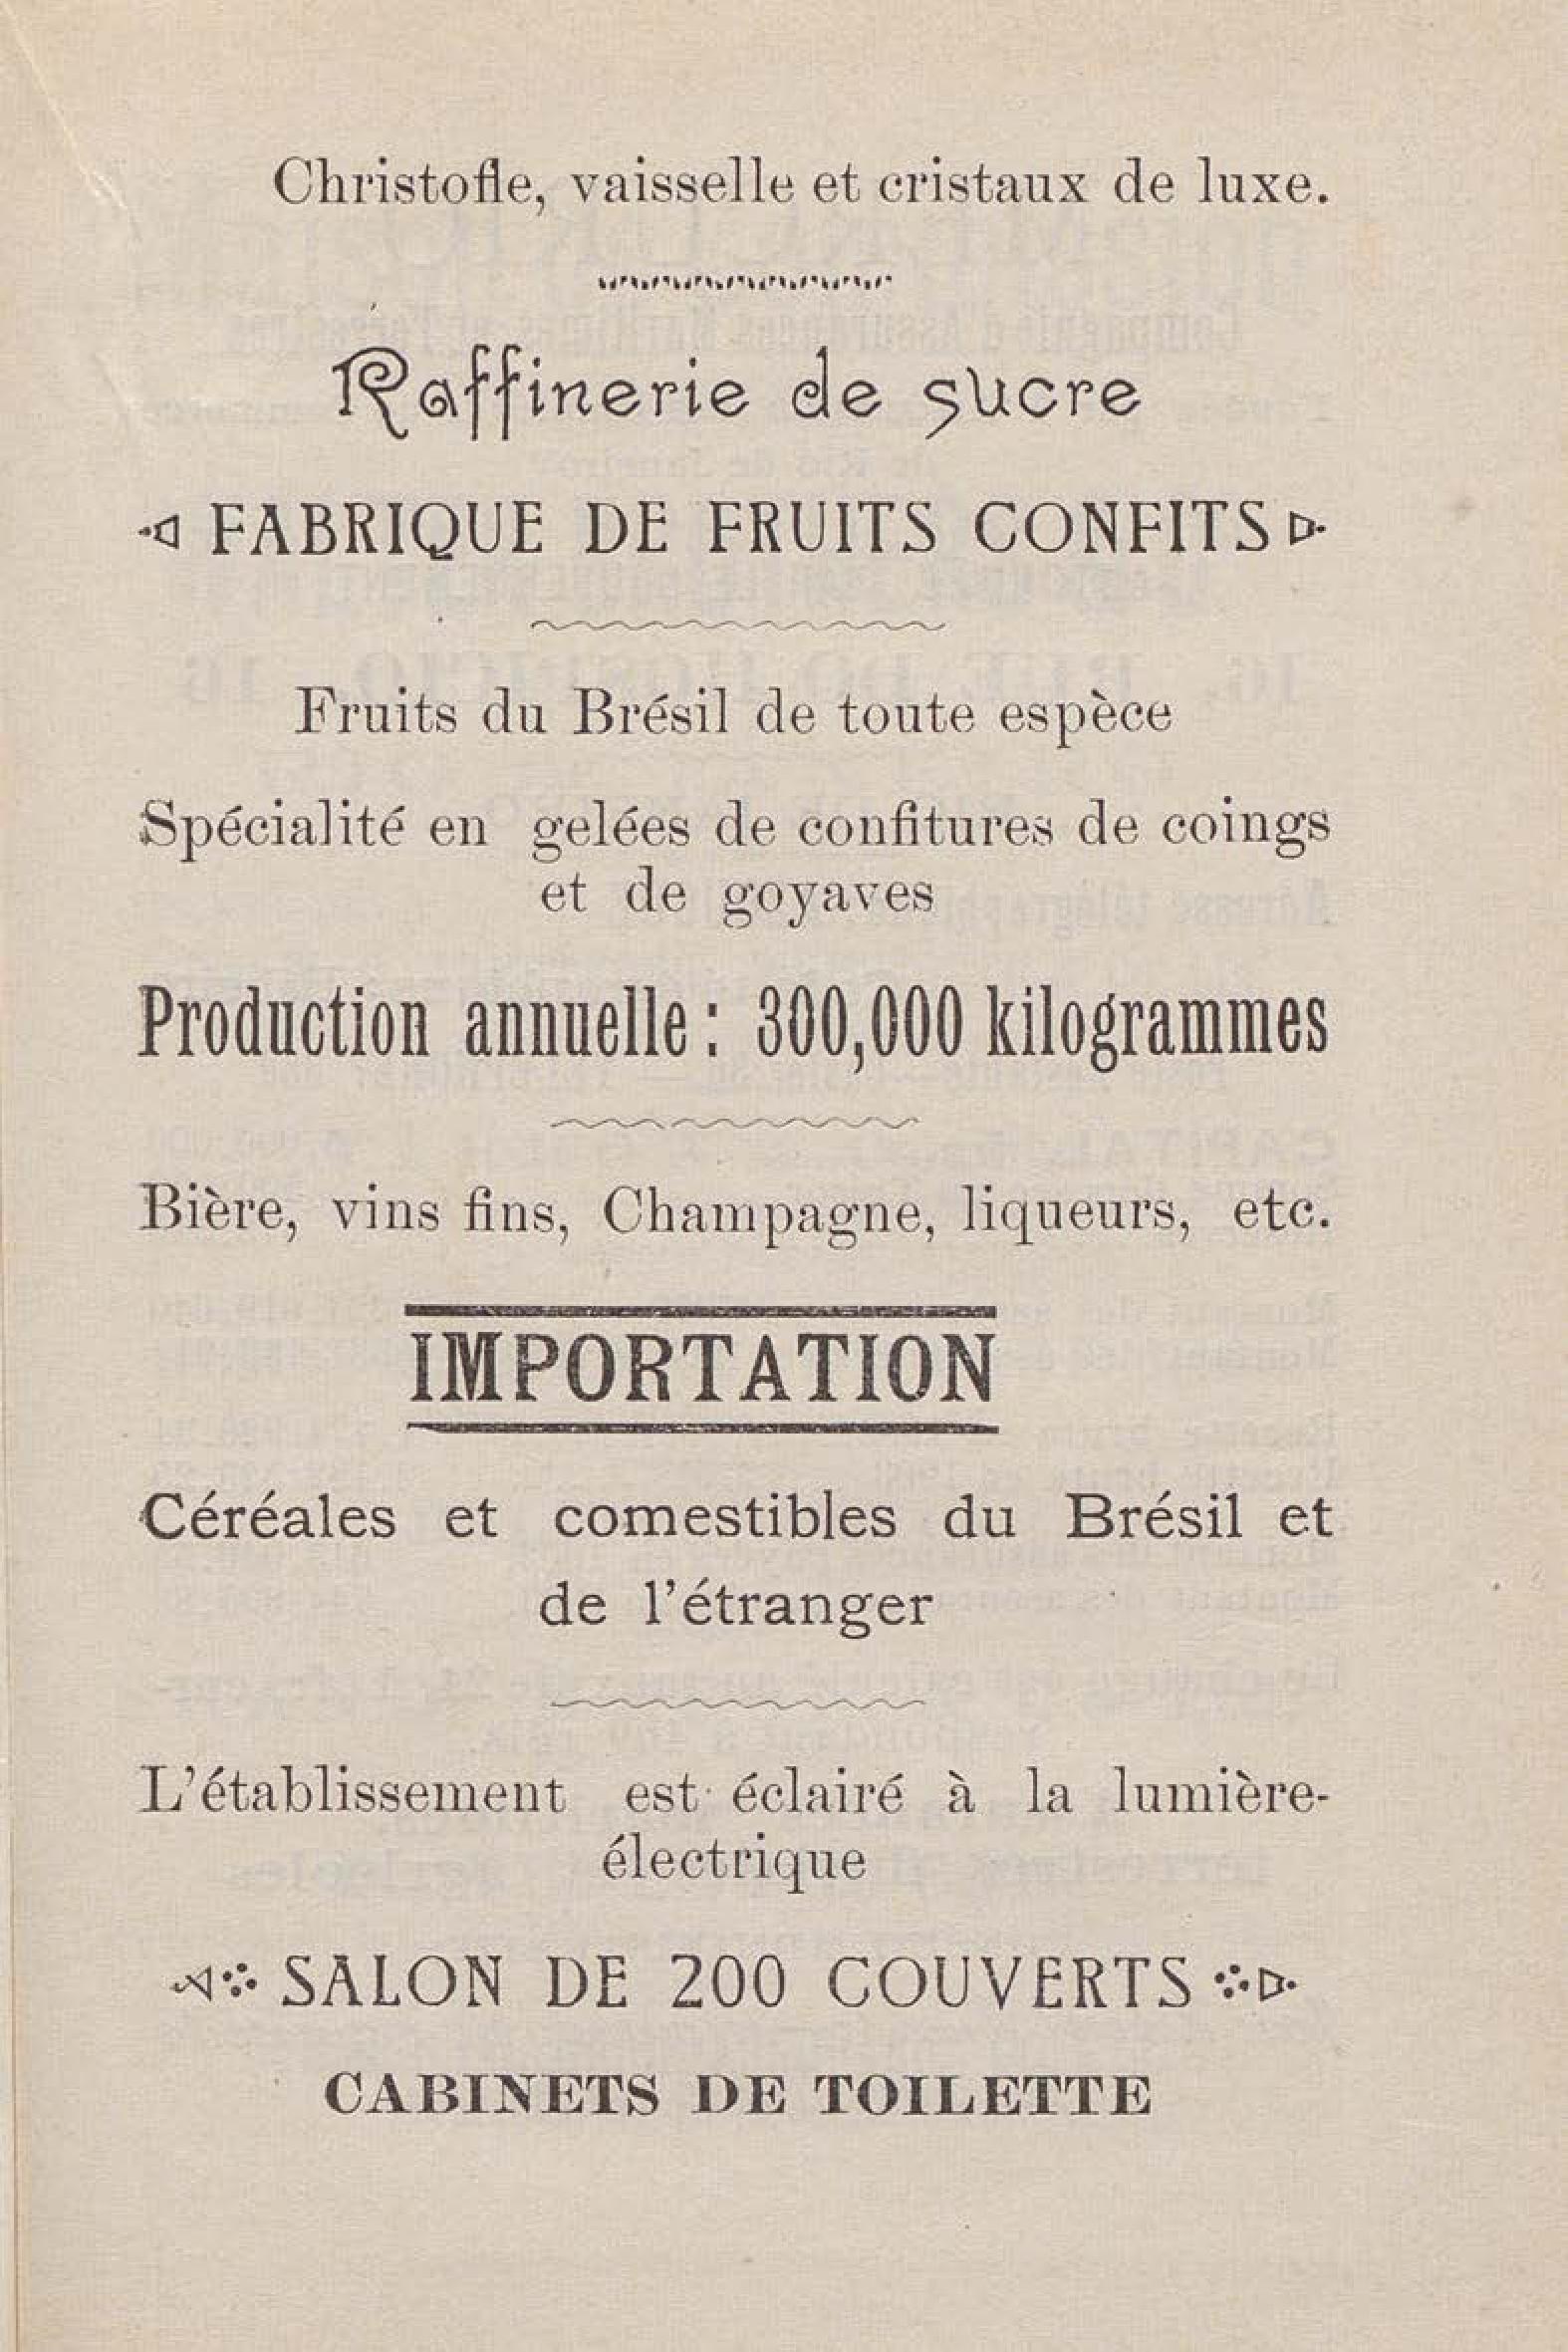 Christofle, vaisselle et cristaux de luxe.
Raffinerie de sucre
FABRIQUE DE FRUITS CONFITS
Fruits du Brésil de toute espèce
Spécialité en gelées de confitures de coings
et de goyaves
Production annuelle : 300,000 kilogrammes
Bière, vins fins, Champagne, liqueurs, etc.
IMPORTATION
Céréales et comestibles du Brésil et
de l'étranger
L'établissement est éclairé à la lumière-
électrique
SALON DE 200 COUVERTS
CABINETS DE TOILETTE